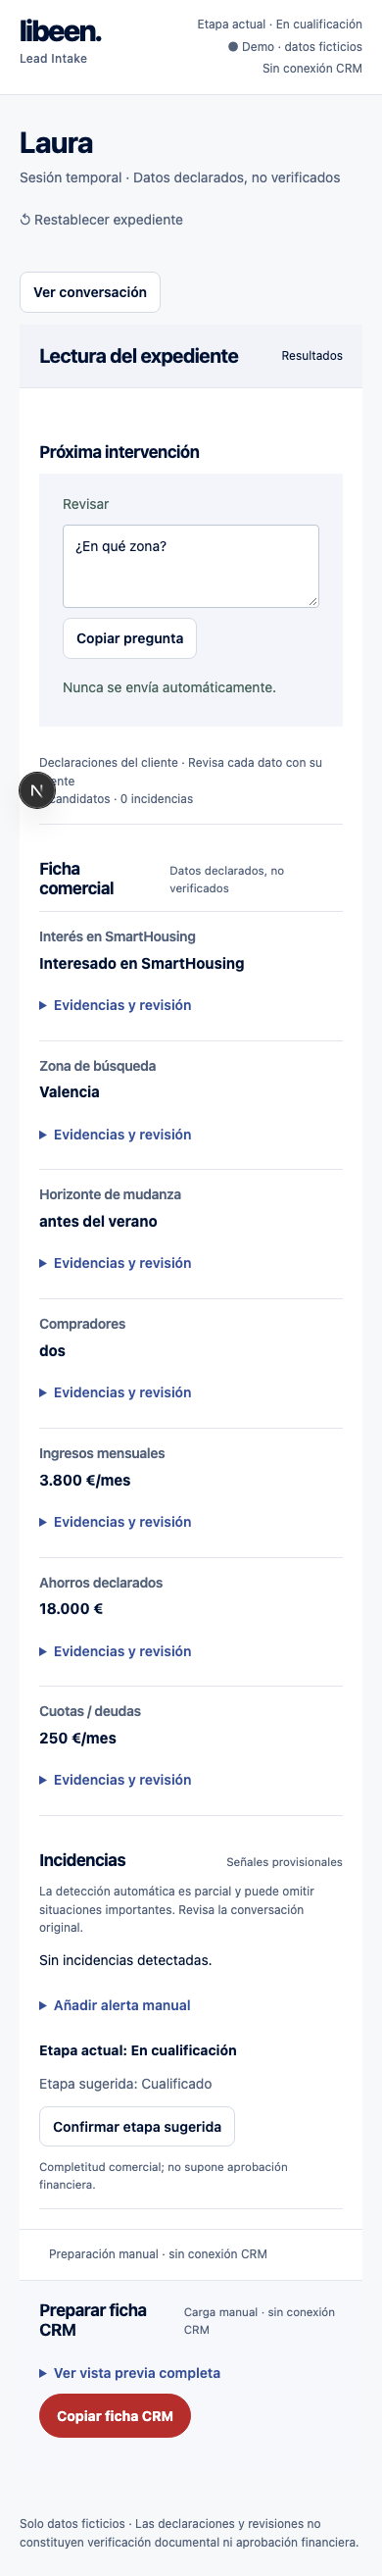 libeen.
Lead Intake
Etapa actual · En cualificación
● Demo · datos ficticios
Sin conexión CRM
Laura
Sesión temporal · Datos declarados, no verificados
↺ Restablecer expediente
Ver conversación
Lectura del expediente
Resultados
Próxima intervención
Revisar
¿En qué zona?
Copiar pregunta
Nunca se envía automáticamente.
Declaraciones del cliente · Revisa cada dato con su
candidatos · 0 incidencias
N
Ficha
comercial
Datos declarados, no
verificados
Interés en SmartHousing
Interesado en SmartHousing
▶ Evidencias y revisión
Zona de búsqueda
Valencia
▶ Evidencias y revisión
Horizonte de mudanza
antes del verano
▶ Evidencias y revisión
Compradores
dos
▶ Evidencias y revisión
Ingresos mensuales
3.800 €/mes
▶ Evidencias y revisión
Ahorros declarados
18.000 €
▶ Evidencias y revisión
Cuotas / deudas
250 €/mes
▶ Evidencias y revisión
Incidencias
Señales provisionales
La detección automática es parcial y puede omitir
situaciones importantes. Revisa la conversación
original.
Sin incidencias detectadas.
▶ Añadir alerta manual
Etapa actual: En cualificación
Etapa sugerida: Cualificado
Confirmar etapa sugerida
Completitud comercial; no supone aprobación
financiera.
Preparación manual · sin conexión CRM
Preparar ficha
CRM
Carga manual · sin conexión
CRM
▶ Ver vista previa completa
Copiar ficha CRM
Solo datos ficticios · Las declaraciones y revisiones no
constituyen verificación documental ni aprobación financiera.